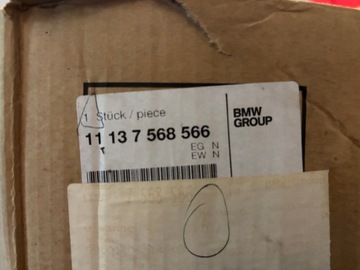 1 Stück / piece
BMW
GROUP
11 13 7 568 566
EG N
EW N